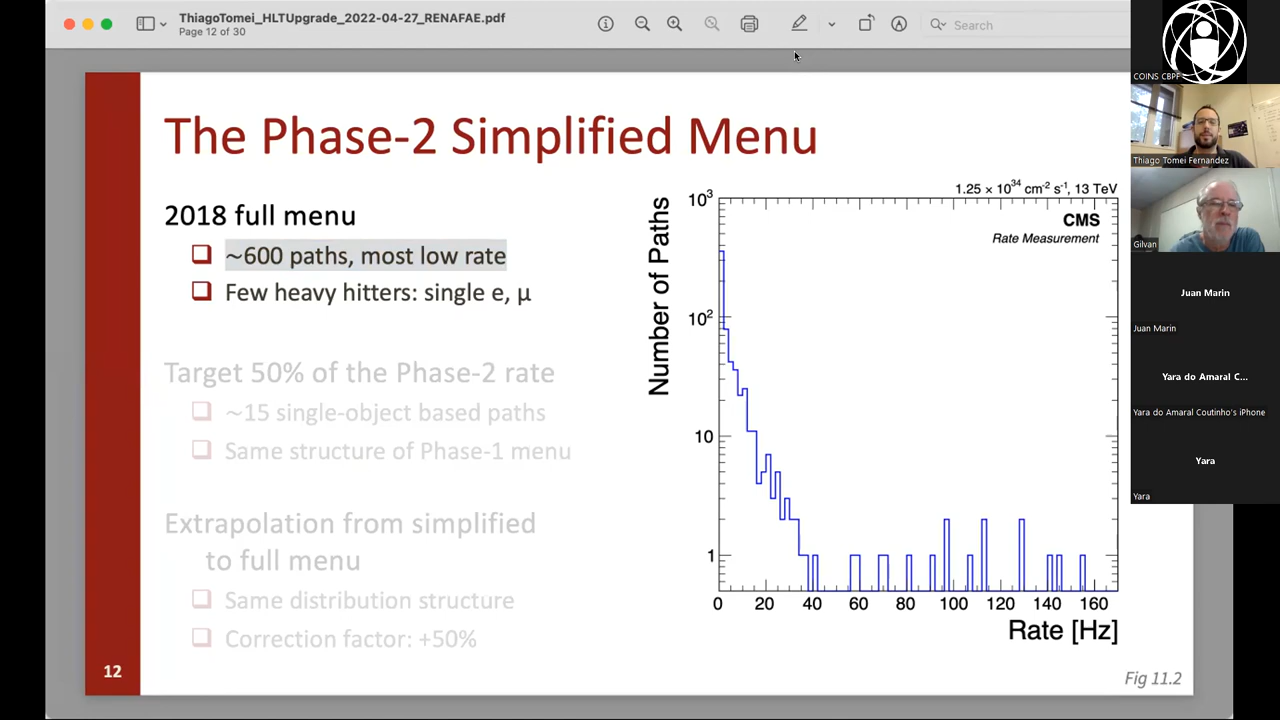 ThiagoTomei_HLTUpgrade_2022-04-27_RENAFAE.pdf
Page 12 of 30
Search
The Phase-2 Simplified Menu
2018 full menu
~600 paths, most low rate
Few heavy hitters: single e, μ
Target 50% of the Phase-2 rate
~15 single-object based paths
Same structure of Phase-1 menu
Extrapolation from simplified
to full menu
Same distribution structure
Correction factor: +50%
12
1.25 × 10³⁴ cm⁻² s⁻¹, 13 TeV
CMS
Rate Measurement
Number of Paths
10³
10²
10
1
0 20 40 60 80 100 120 140 160
Rate [Hz]
Fig 11.2
COINS CBPF
Thiago Tomei Fernandez
Gilvan
Juan Marin
Juan Marin
Yara do Amaral C...
Yara do Amaral Coutinho's iPhone
Yara
Yara